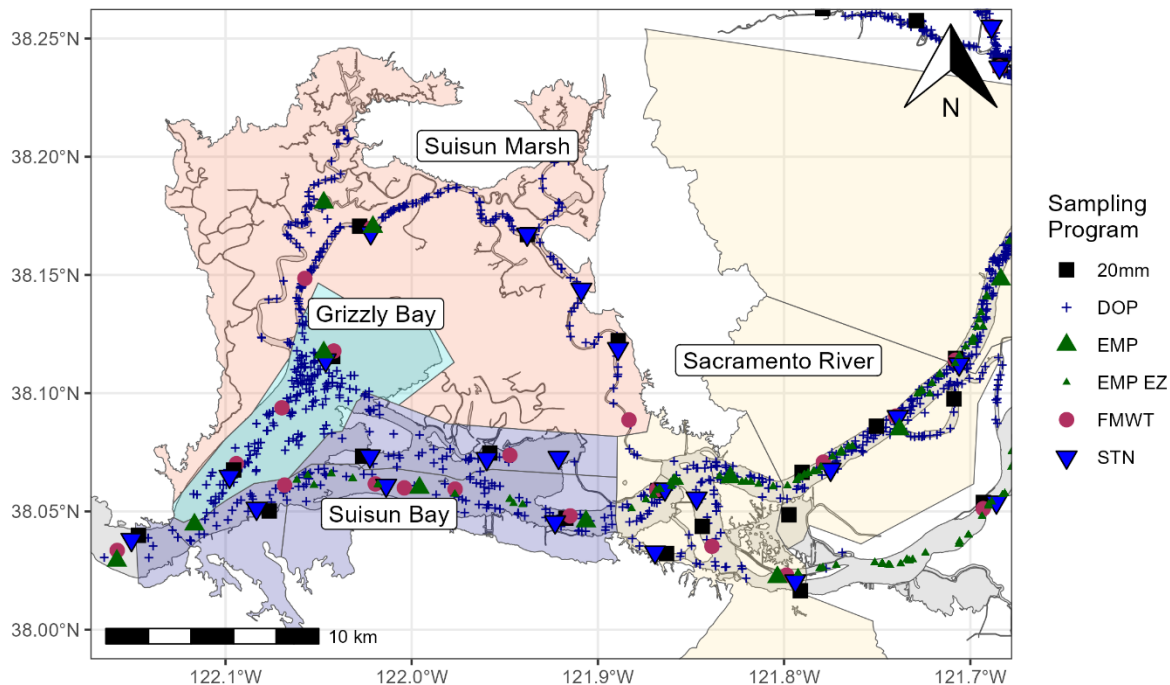 38.25°N
38.20°N
38.15°N
38.10°N
38.05°N
38.00°N
Suisun Marsh
Grizzly Bay
Sacramento River
Suisun Bay
N
10 km
122.1°W
122.0°W
121.9°W
121.8°W
121.7°W
Sampling
Program
20mm
DOP
EMP
EMP EZ
FMWT
STN